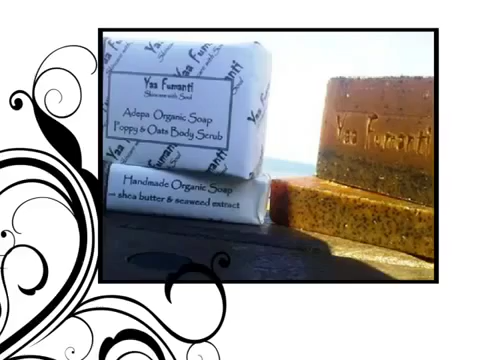 Yaa Fumanti
Skincare with Soul
Adepa Organic Soap
Poppy & Oats Body Scrub
Handmade Organic Soap
shea butter & seaweed extract
Yaa Fumanti